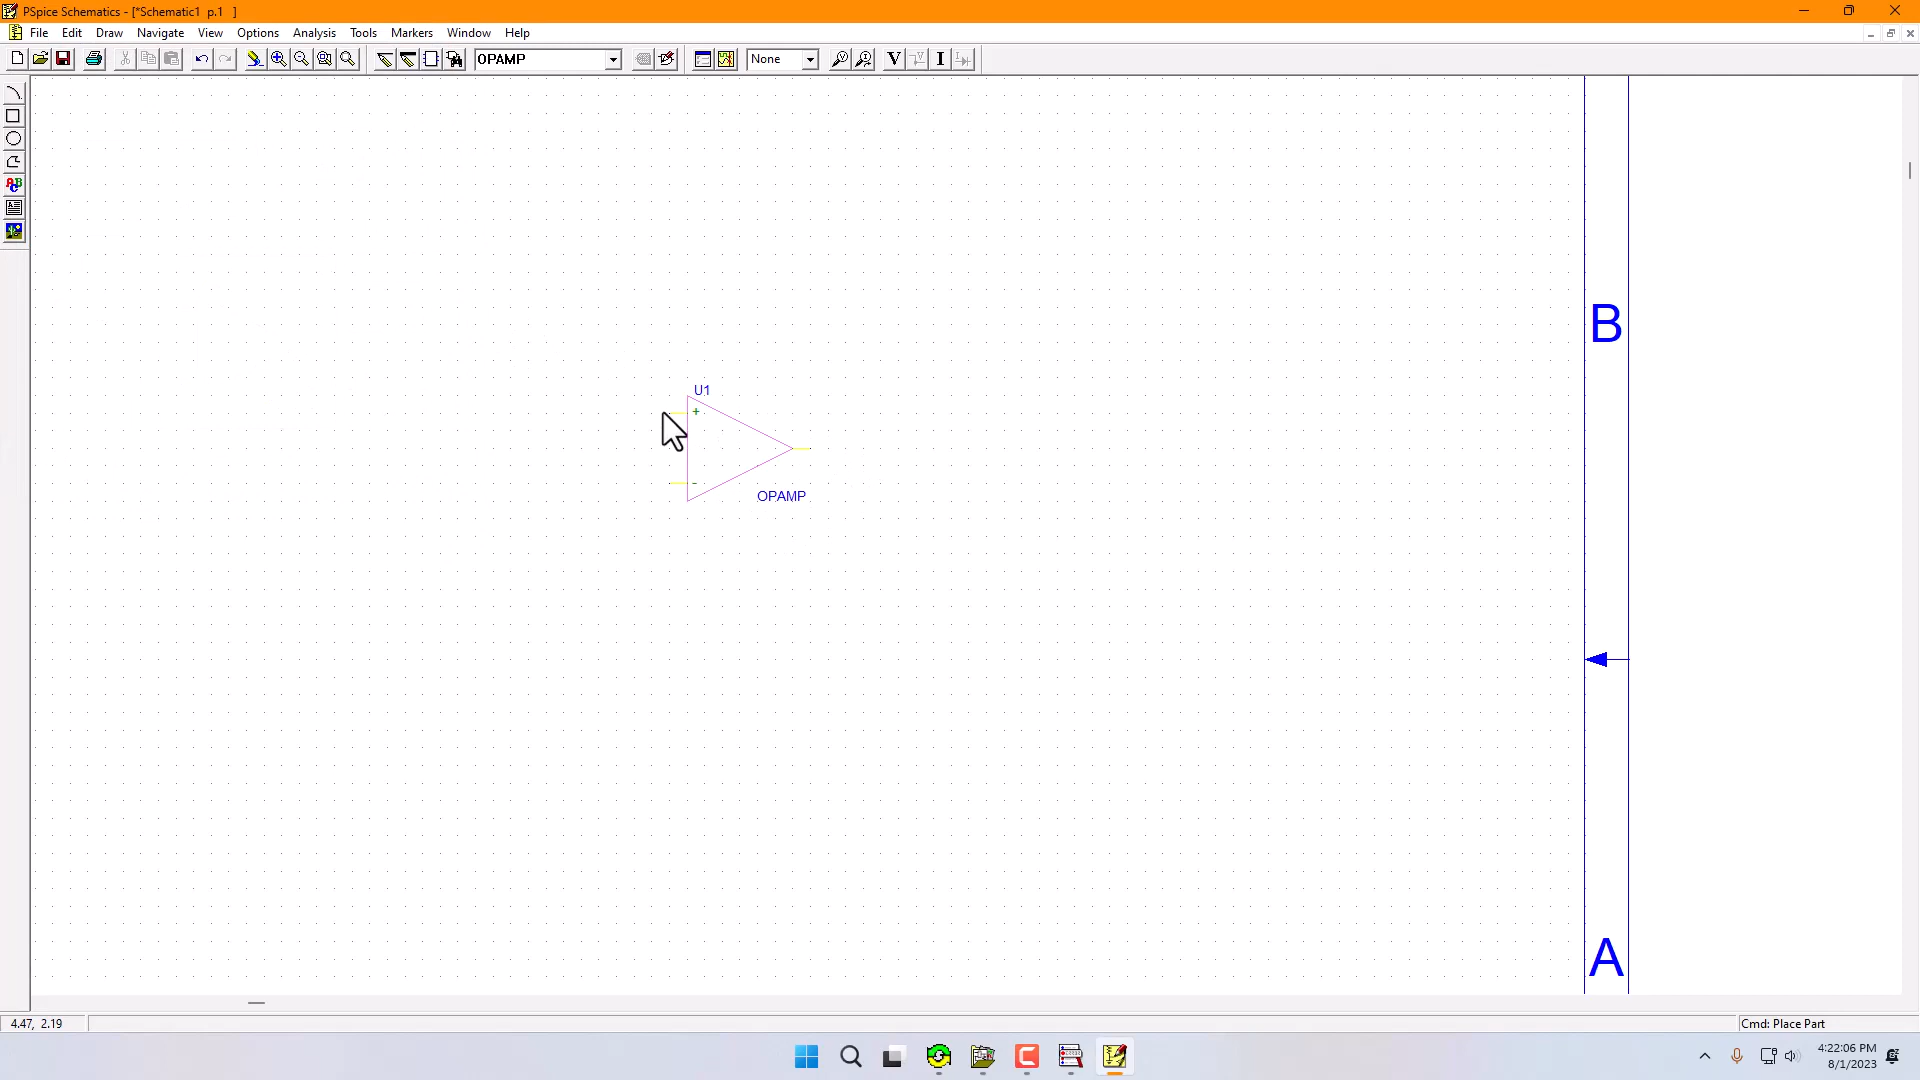 PSpice Schematics - [*Schematic1 p.1 ]
File Edit Draw Navigate View Options Analysis Tools Markers Window Help
OPAMP None V I
ABC
B
U1
+
-
OPAMP
A
4.47, 2.19 Cmd: Place Part
4:22:06 PM
8/1/2023